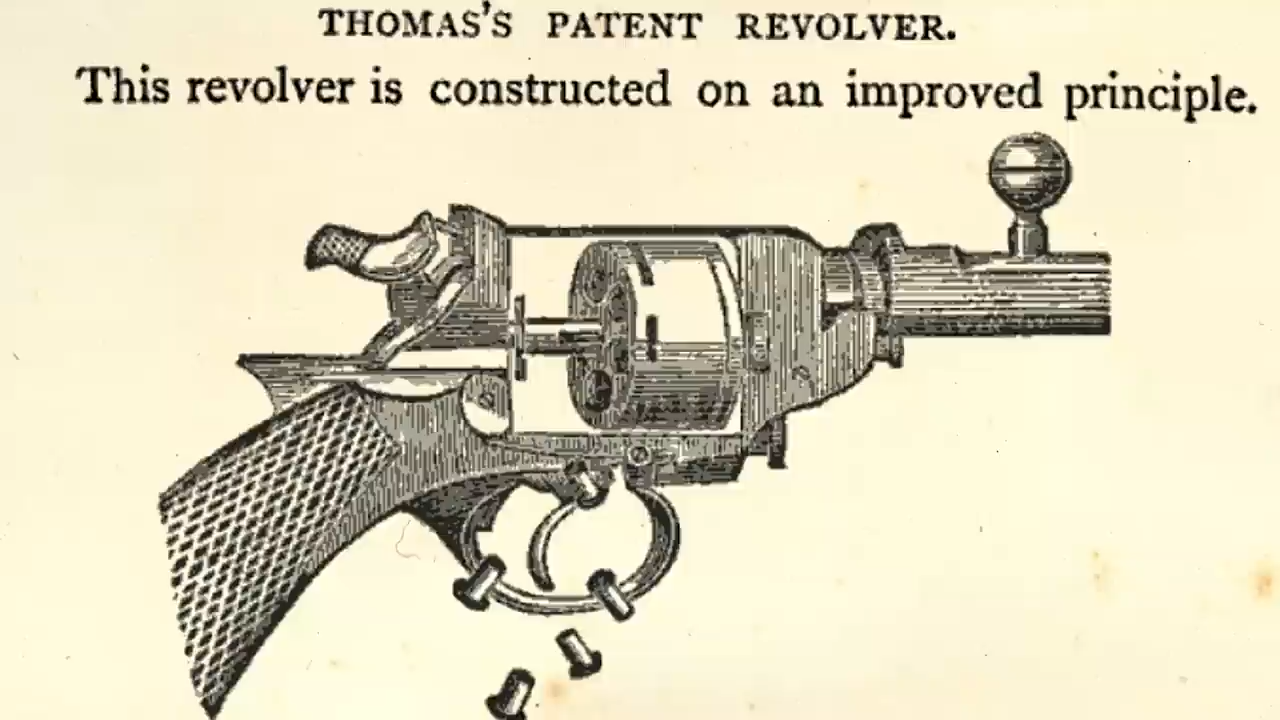 THOMAS'S PATENT REVOLVER.
This revolver is constructed on an improved principle.